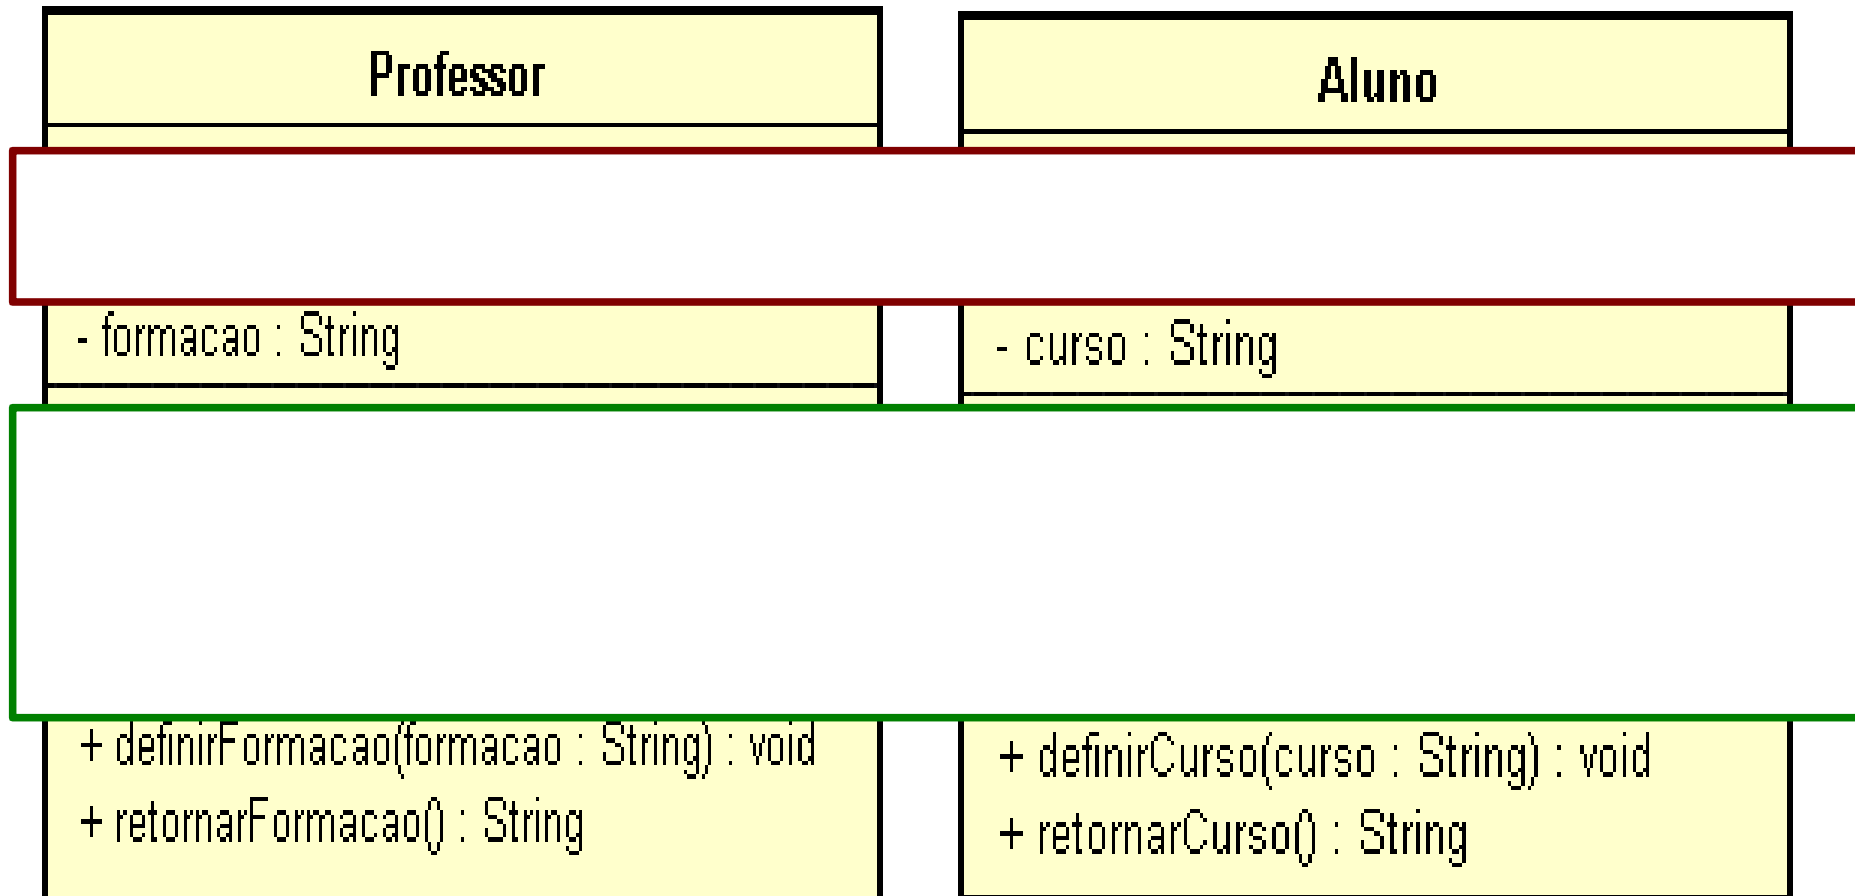 Professor
- formacao : String
+ definirFormacao(formacao : String) : void
+ retornarFormacao() : String
Aluno
- curso : String
+ definirCurso(curso : String) : void
+ retornarCurso() : String